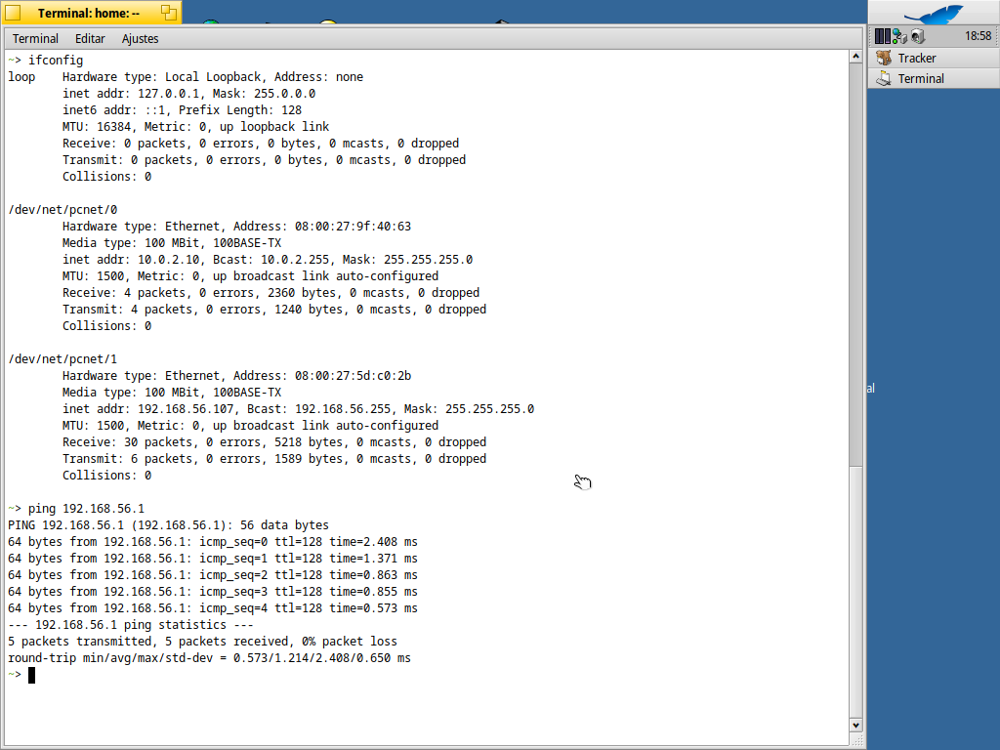 Terminal: home: --
Terminal Editar Ajustes
~> ifconfig
loop Hardware type: Local Loopback, Address: none
inet addr: 127.0.0.1, Mask: 255.0.0.0
inet6 addr: ::1, Prefix Length: 128
MTU: 16384, Metric: 0, up loopback link
Receive: 0 packets, 0 errors, 0 bytes, 0 mcasts, 0 dropped
Transmit: 0 packets, 0 errors, 0 bytes, 0 mcasts, 0 dropped
Collisions: 0
/dev/net/pcnet/0
Hardware type: Ethernet, Address: 08:00:27:9f:40:63
Media type: 100 MBit, 100BASE-TX
inet addr: 10.0.2.10, Bcast: 10.0.2.255, Mask: 255.255.255.0
MTU: 1500, Metric: 0, up broadcast link auto-configured
Receive: 4 packets, 0 errors, 2360 bytes, 0 mcasts, 0 dropped
Transmit: 4 packets, 0 errors, 1240 bytes, 0 mcasts, 0 dropped
Collisions: 0
/dev/net/pcnet/1
Hardware type: Ethernet, Address: 08:00:27:5d:c0:2b
Media type: 100 MBit, 100BASE-TX
inet addr: 192.168.56.107, Bcast: 192.168.56.255, Mask: 255.255.255.0
MTU: 1500, Metric: 0, up broadcast link auto-configured
Receive: 30 packets, 0 errors, 5218 bytes, 0 mcasts, 0 dropped
Transmit: 6 packets, 0 errors, 1589 bytes, 0 mcasts, 0 dropped
Collisions: 0
~> ping 192.168.56.1
PING 192.168.56.1 (192.168.56.1): 56 data bytes
64 bytes from 192.168.56.1: icmp_seq=0 ttl=128 time=2.408 ms
64 bytes from 192.168.56.1: icmp_seq=1 ttl=128 time=1.371 ms
64 bytes from 192.168.56.1: icmp_seq=2 ttl=128 time=0.863 ms
64 bytes from 192.168.56.1: icmp_seq=3 ttl=128 time=0.855 ms
64 bytes from 192.168.56.1: icmp_seq=4 ttl=128 time=0.573 ms
--- 192.168.56.1 ping statistics ---
5 packets transmitted, 5 packets received, 0% packet loss
round-trip min/avg/max/std-dev = 0.573/1.214/2.408/0.650 ms
~>
18:58
Tracker
Terminal
al